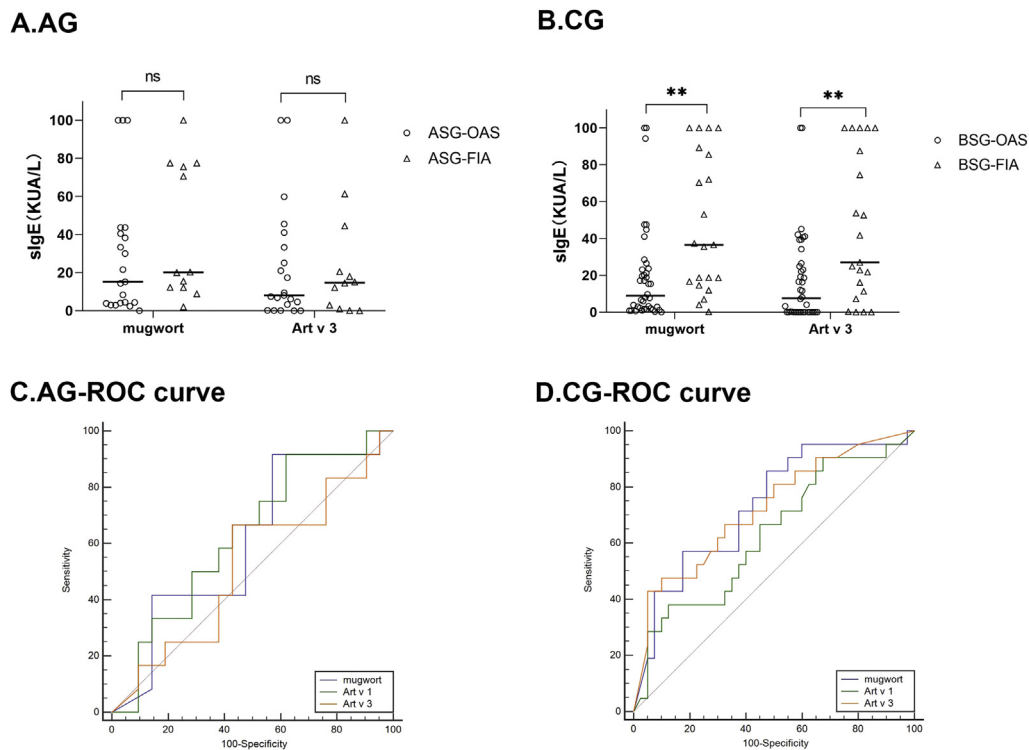 A.AG
B.CG
ns
ns
**
**
sIgE(KUA/L)
100
80
60
40
20
0
mugwort
Art v 3
ASG-OAS
ASG-FIA
sIgE(KUA/L)
100
80
60
40
20
0
mugwort
Art v 3
BSG-OAS
BSG-FIA
C.AG-ROC curve
D.CG-ROC curve
Sensitivity
100
80
60
40
20
0
0 20 40 60 80 100
100-Specificity
mugwort
Art v 1
Art v 3
Sensitivity
100
80
60
40
20
0
0 20 40 60 80 100
100-Specificity
mugwort
Art v 1
Art v 3